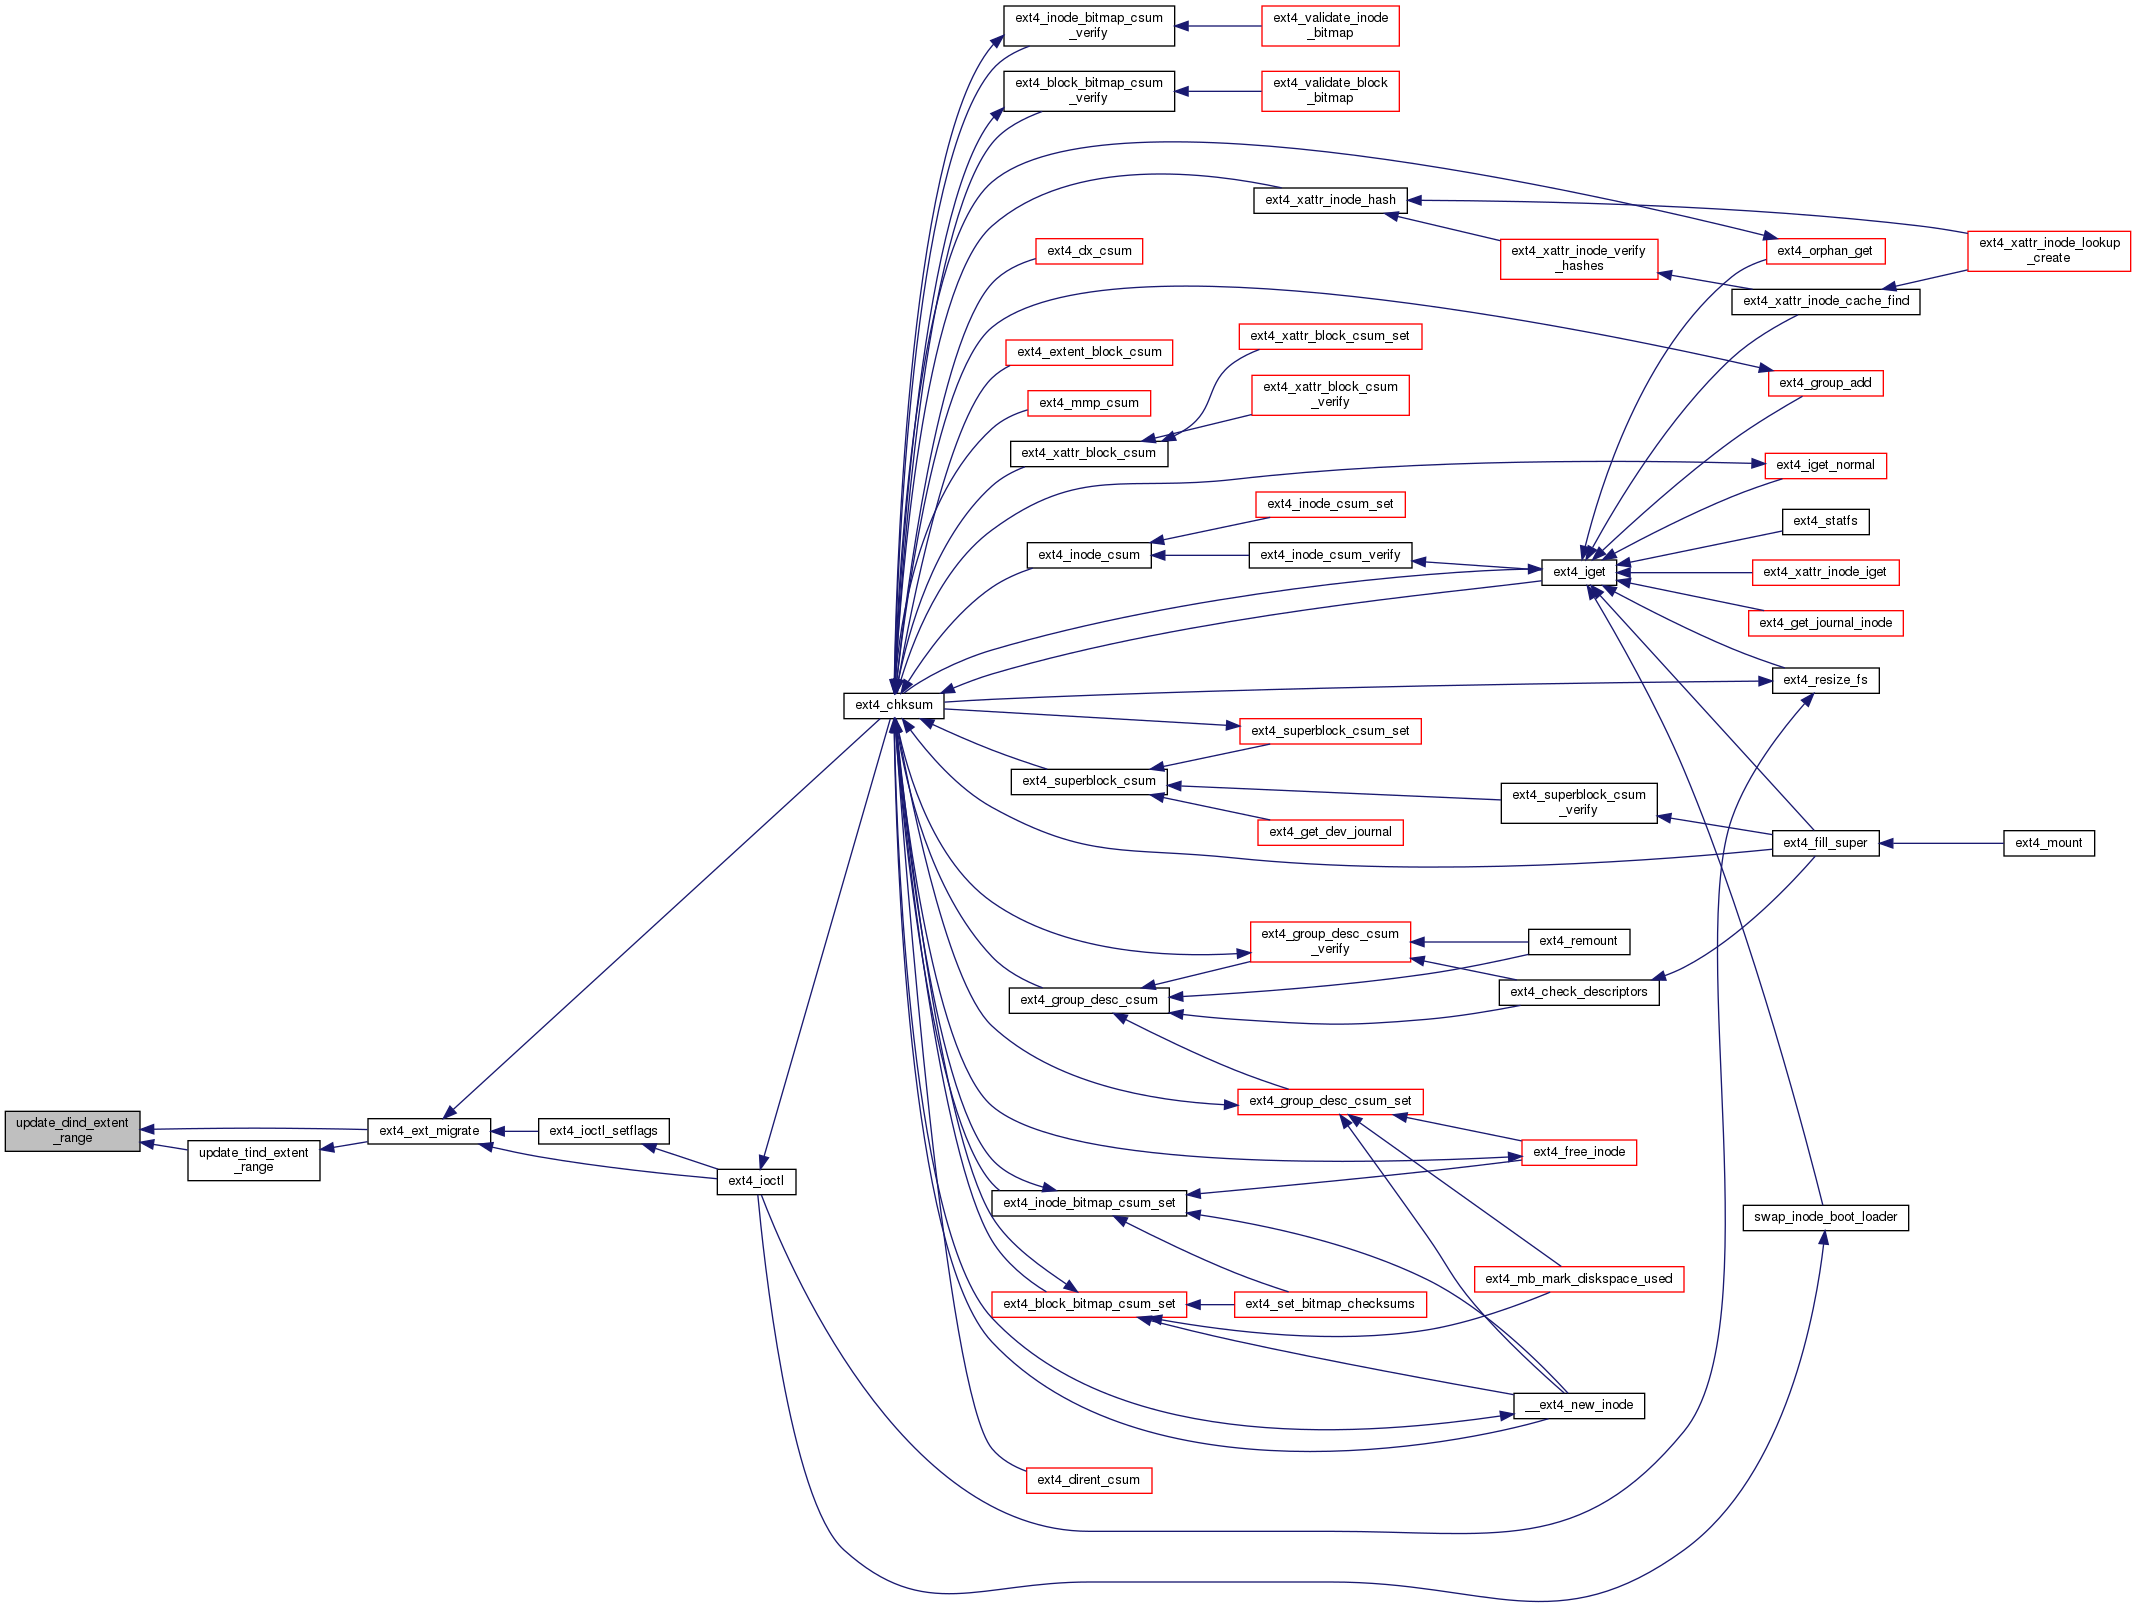 ext4_inode_bitmap_csum
_verify
ext4_validate_inode
_bitmap
ext4_block_bitmap_csum
_verify
ext4_validate_block
_bitmap
ext4_xattr_inode_hash
ext4_dx_csum
ext4_xattr_inode_verify
_hashes
ext4_orphan_get
ext4_xattr_inode_lookup
_create
ext4_xattr_inode_cache_find
ext4_xattr_block_csum_set
ext4_extent_block_csum
ext4_xattr_block_csum
_verify
ext4_group_add
ext4_mmp_csum
ext4_xattr_block_csum
ext4_iget_normal
ext4_inode_csum_set
ext4_statfs
ext4_inode_csum
ext4_inode_csum_verify
ext4_iget
ext4_xattr_inode_iget
ext4_get_journal_inode
ext4_resize_fs
ext4_chksum
ext4_superblock_csum_set
ext4_superblock_csum
ext4_superblock_csum
_verify
ext4_get_dev_journal
ext4_fill_super
ext4_mount
ext4_group_desc_csum
_verify
ext4_remount
ext4_group_desc_csum
ext4_check_descriptors
ext4_group_desc_csum_set
update_dind_extent
_range
ext4_ext_migrate
ext4_ioctl_setflags
update_tind_extent
_range
ext4_free_inode
ext4_ioctl
ext4_inode_bitmap_csum_set
swap_inode_boot_loader
ext4_mb_mark_diskspace_used
ext4_block_bitmap_csum_set
ext4_set_bitmap_checksums
__ext4_new_inode
ext4_dirent_csum